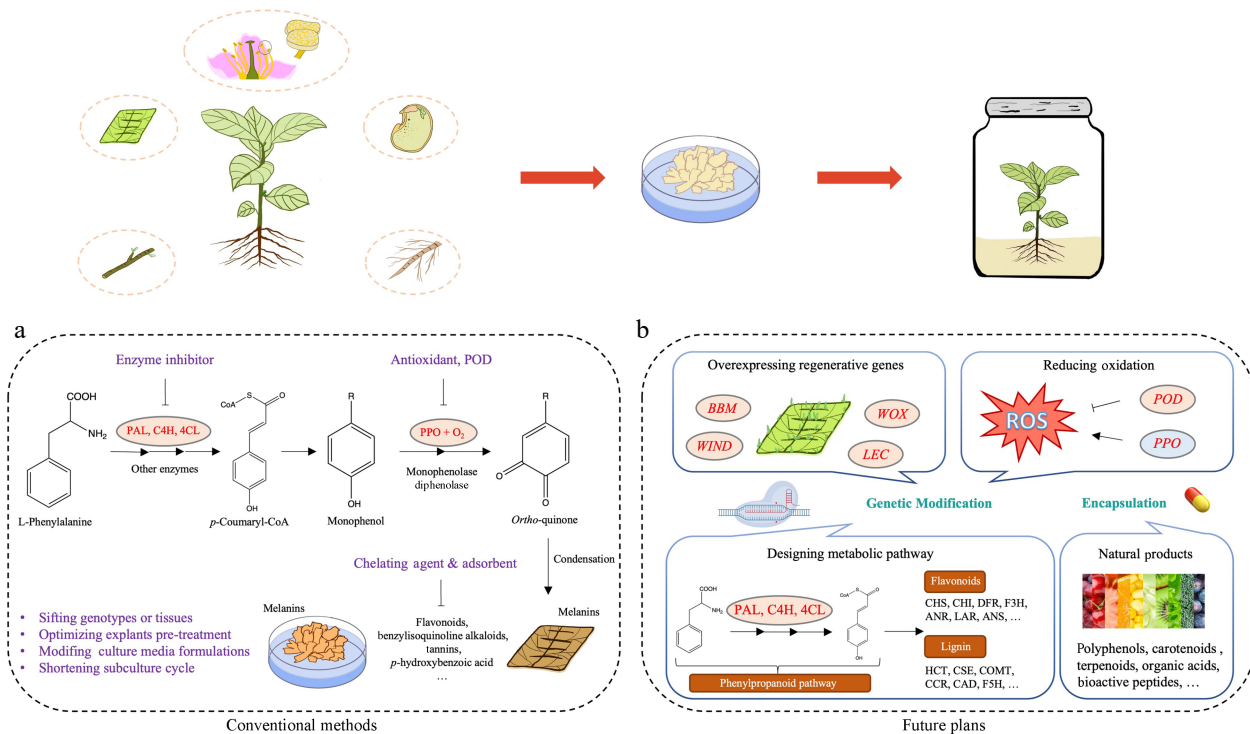 a
Enzyme inhibitor
Antioxidant, POD
COOH
NH2
PAL, C4H, 4CL
Other enzymes
L-Phenylalanine
CoA
S
O
OH
p-Coumaryl-CoA
R
OH
Monophenol
PPO + O2
Monophenolase
diphenolase
R
O
O
Ortho-quinone
Condensation
Chelating agent & adsorbent
Melanins
Flavonoids,
benzylisoquinoline alkaloids,
tannins,
p-hydroxybenzoic acid
…
Melanins
• Sifting genotypes or tissues
• Optimizing explants pre-treatment
• Modifing culture media formulations
• Shortening subculture cycle
Conventional methods
b
Overexpressing regenerative genes
BBM
WIND
WOX
LEC
Reducing oxidation
ROS
POD
PPO
Genetic Modification
Encapsulation
Designing metabolic pathway
COOH
NH2
PAL, C4H, 4CL
CoA
S
O
OH
Phenylpropanoid pathway
Flavonoids
CHS, CHI, DFR, F3H,
ANR, LAR, ANS, …
Lignin
HCT, CSE, COMT,
CCR, CAD, F5H, …
Natural products
Polyphenols, carotenoids ,
terpenoids, organic acids,
bioactive peptides, …
Future plans